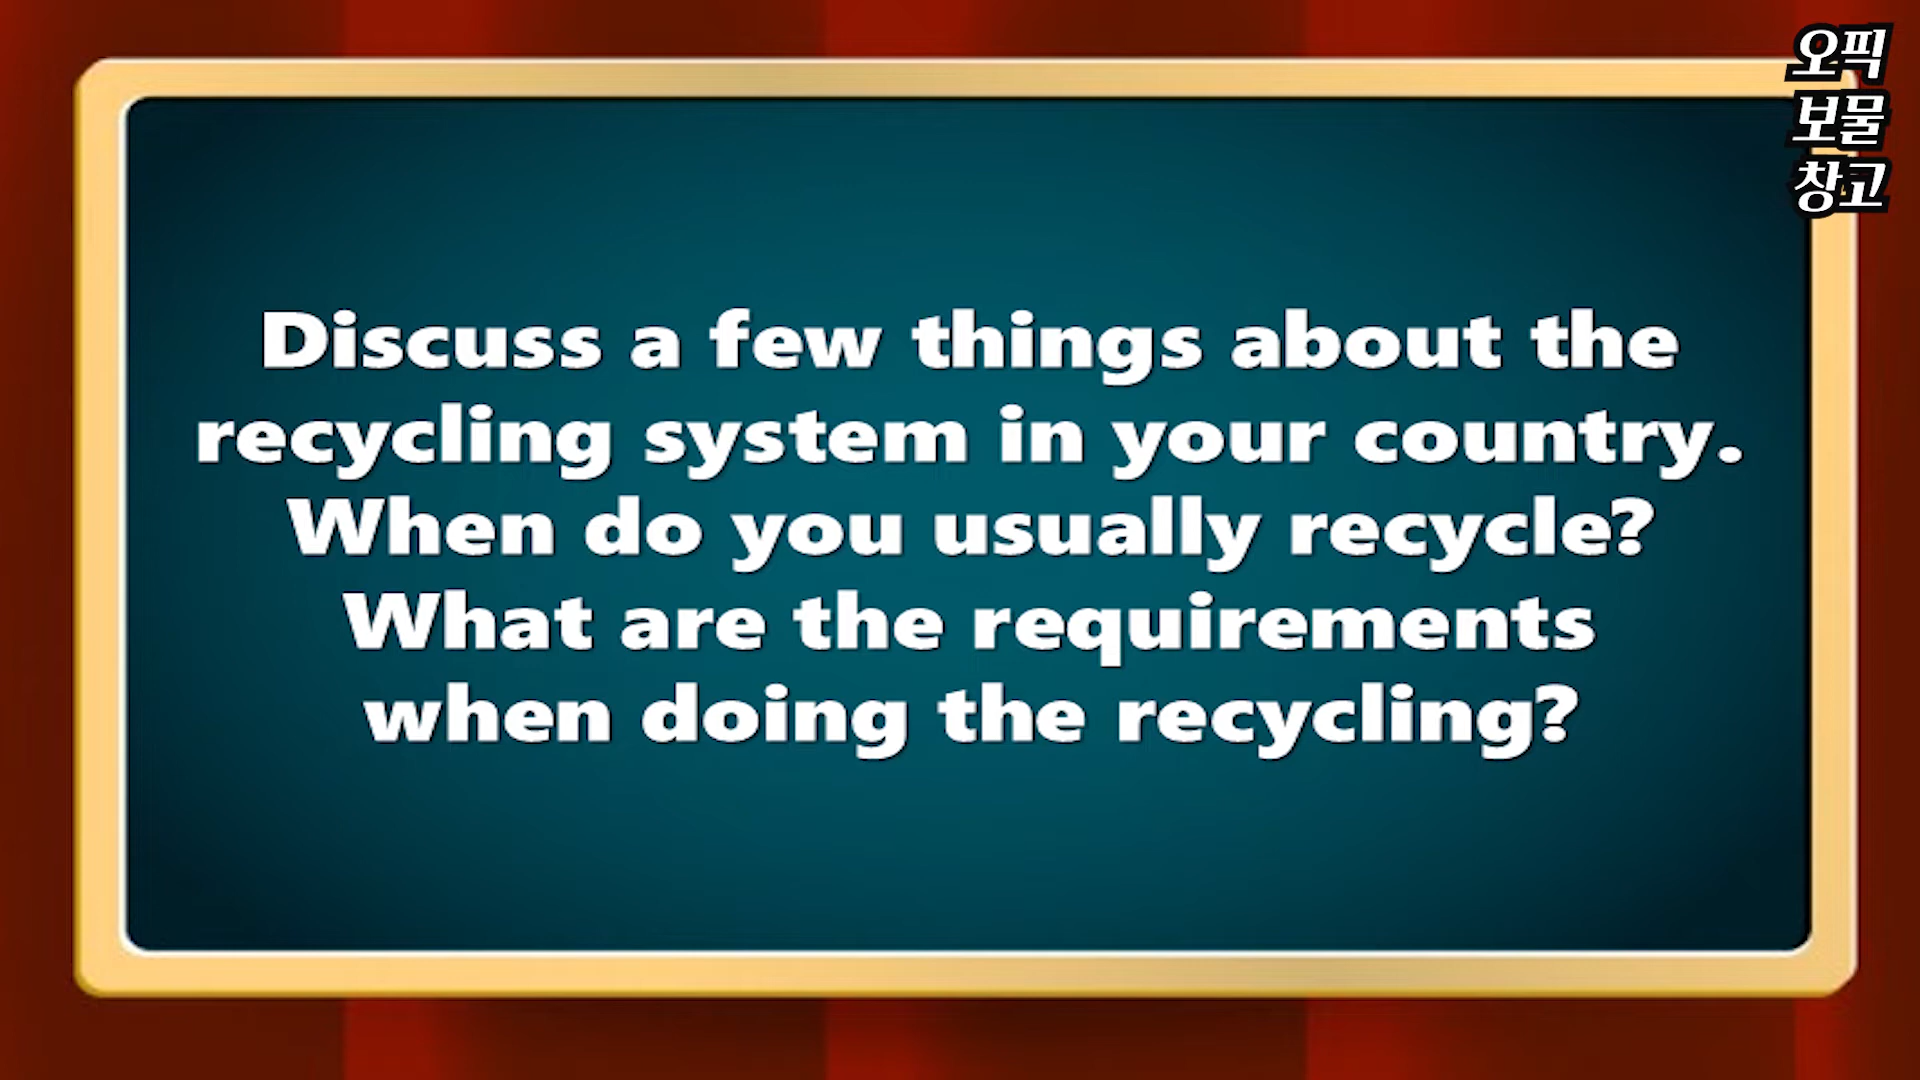 오픽
보물
창고
Discuss a few things about the
recycling system in your country.
When do you usually recycle?
What are the requirements
when doing the recycling?